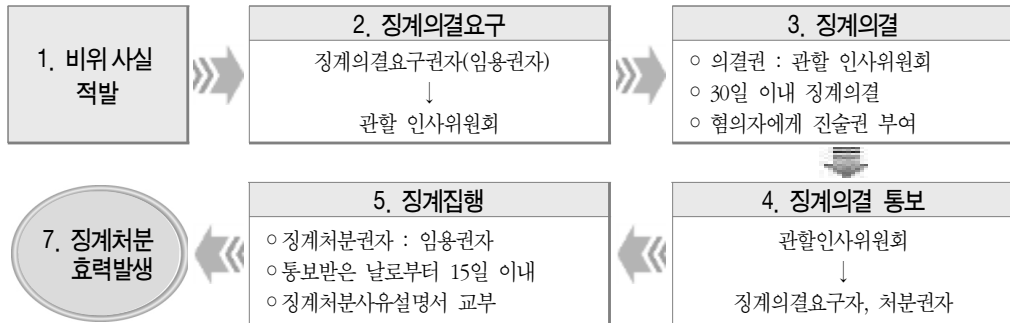 1. 비위 사실
적발
2. 징계의결요구
징계의결요구권자(임용권자)
↓
관할 인사위원회
3. 징계의결
○ 의결권 : 관할 인사위원회
○ 30일 이내 징계의결
○ 혐의자에게 진술권 부여
4. 징계의결 통보
관할인사위원회
↓
징계의결요구자, 처분권자
5. 징계집행
○징계처분권자 : 임용권자
○통보받은 날로부터 15일 이내
○징계처분사유설명서 교부
7. 징계처분
효력발생